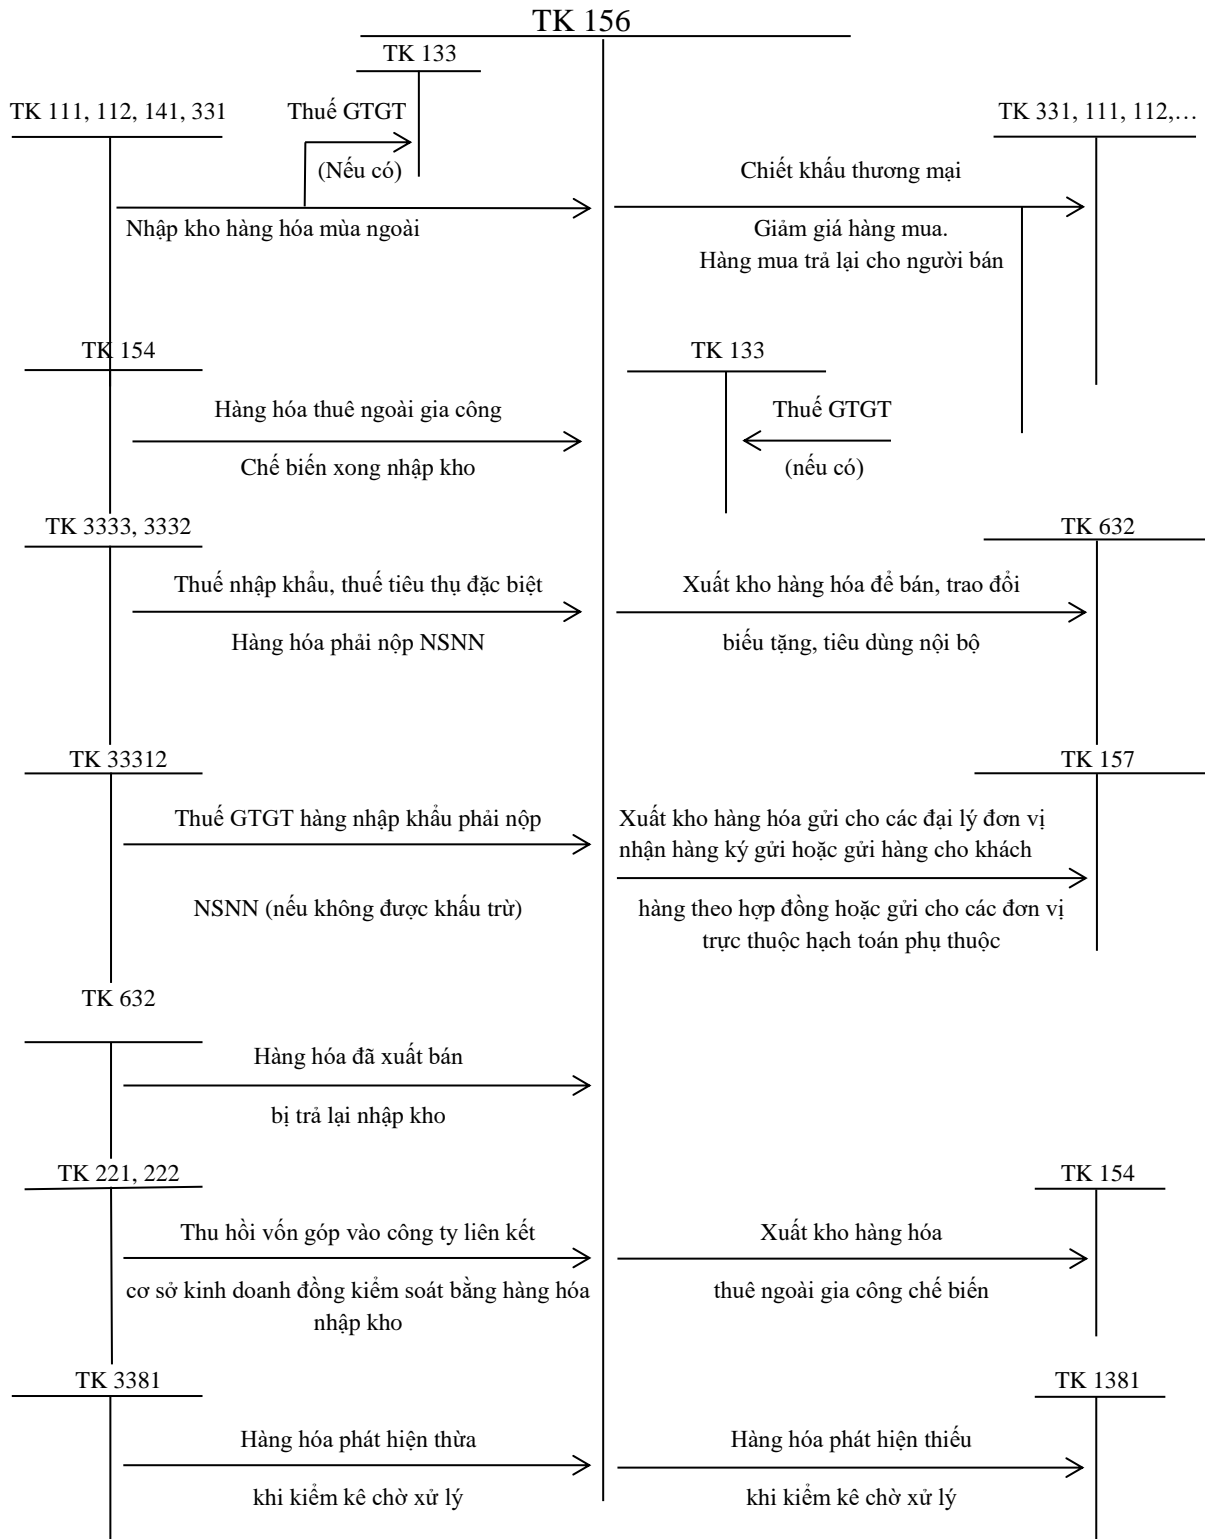 TK 156
TK 133
TK 111, 112, 141, 331
Thuế GTGT
TK 331, 111, 112,…
(Nếu có)
Chiết khấu thương mại
Nhập kho hàng hóa mùa ngoài
Giảm giá hàng mua.
Hàng mua trả lại cho người bán
TK 154
TK 133
Hàng hóa thuê ngoài gia công
Thuế GTGT
Chế biến xong nhập kho
(nếu có)
TK 3333, 3332
TK 632
Thuế nhập khẩu, thuế tiêu thụ đặc biệt
Xuất kho hàng hóa để bán, trao đổi
Hàng hóa phải nộp NSNN
biếu tặng, tiêu dùng nội bộ
TK 33312
TK 157
Thuế GTGT hàng nhập khẩu phải nộp
Xuất kho hàng hóa gửi cho các đại lý đơn vị
nhận hàng ký gửi hoặc gửi hàng cho khách
NSNN (nếu không được khấu trừ)
hàng theo hợp đồng hoặc gửi cho các đơn vị
trực thuộc hạch toán phụ thuộc
TK 632
Hàng hóa đã xuất bán
bị trả lại nhập kho
TK 221, 222
TK 154
Thu hồi vốn góp vào công ty liên kết
Xuất kho hàng hóa
cơ sở kinh doanh đồng kiểm soát bằng hàng hóa
nhập kho
thuê ngoài gia công chế biến
TK 3381
TK 1381
Hàng hóa phát hiện thừa
Hàng hóa phát hiện thiếu
khi kiểm kê chờ xử lý
khi kiểm kê chờ xử lý